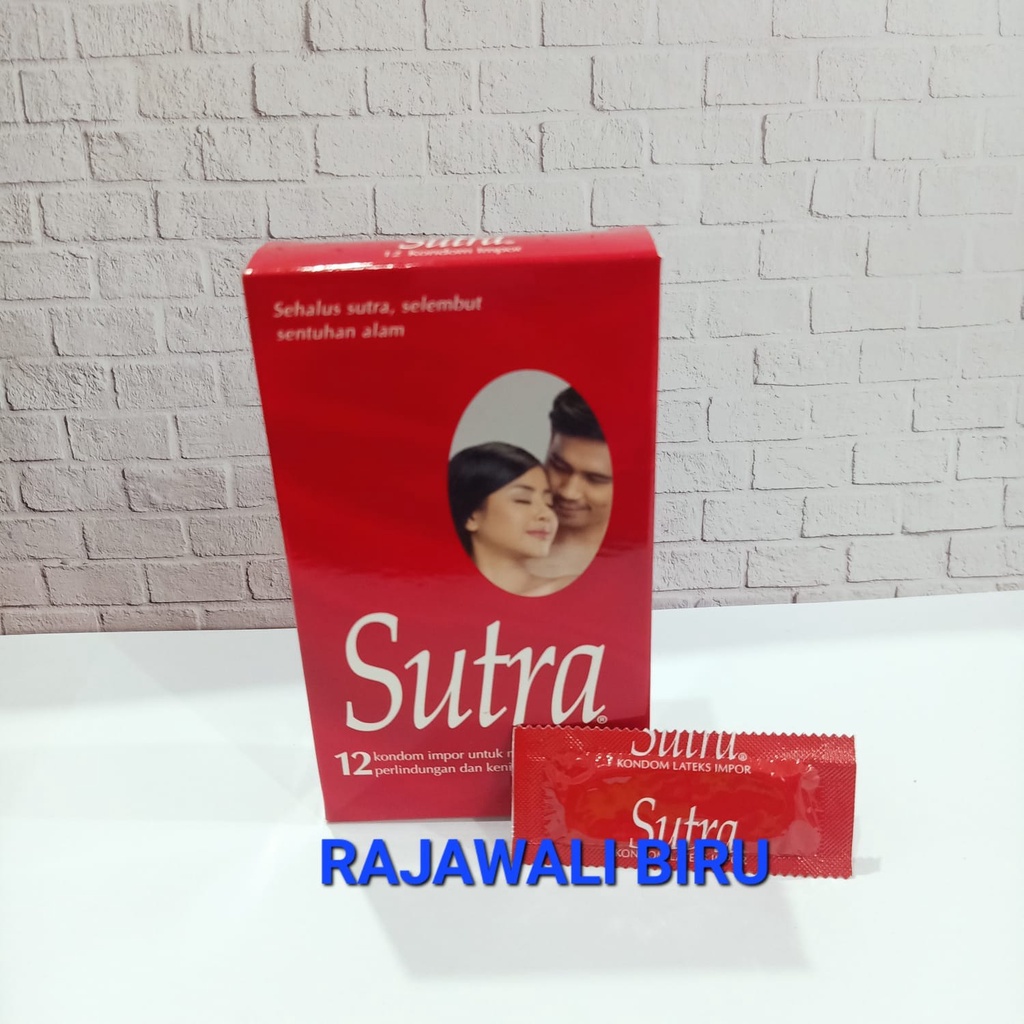 Sutra
12 Kondom Impor
Sehalus sutra, selembut
sentuhan alam
Sutra®
12 kondom impor untuk
perlindungan dan
Sutra®
KONDOM LATEKS IMPOR
Sutra
RAJAWALI BIRU